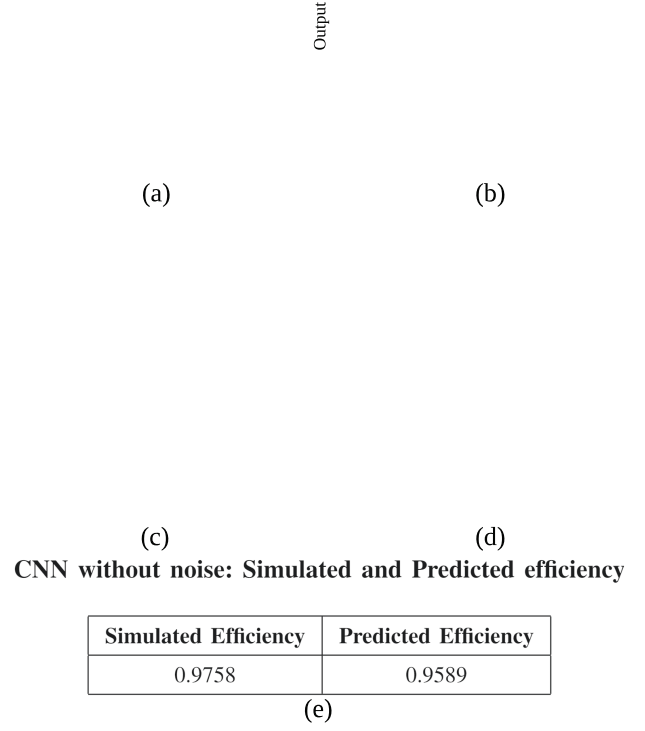 Output
(a)
(b)
(c)
(d)
CNN without noise: Simulated and Predicted efficiency
Simulated Efficiency Predicted Efficiency
0.9758 0.9589
(e)